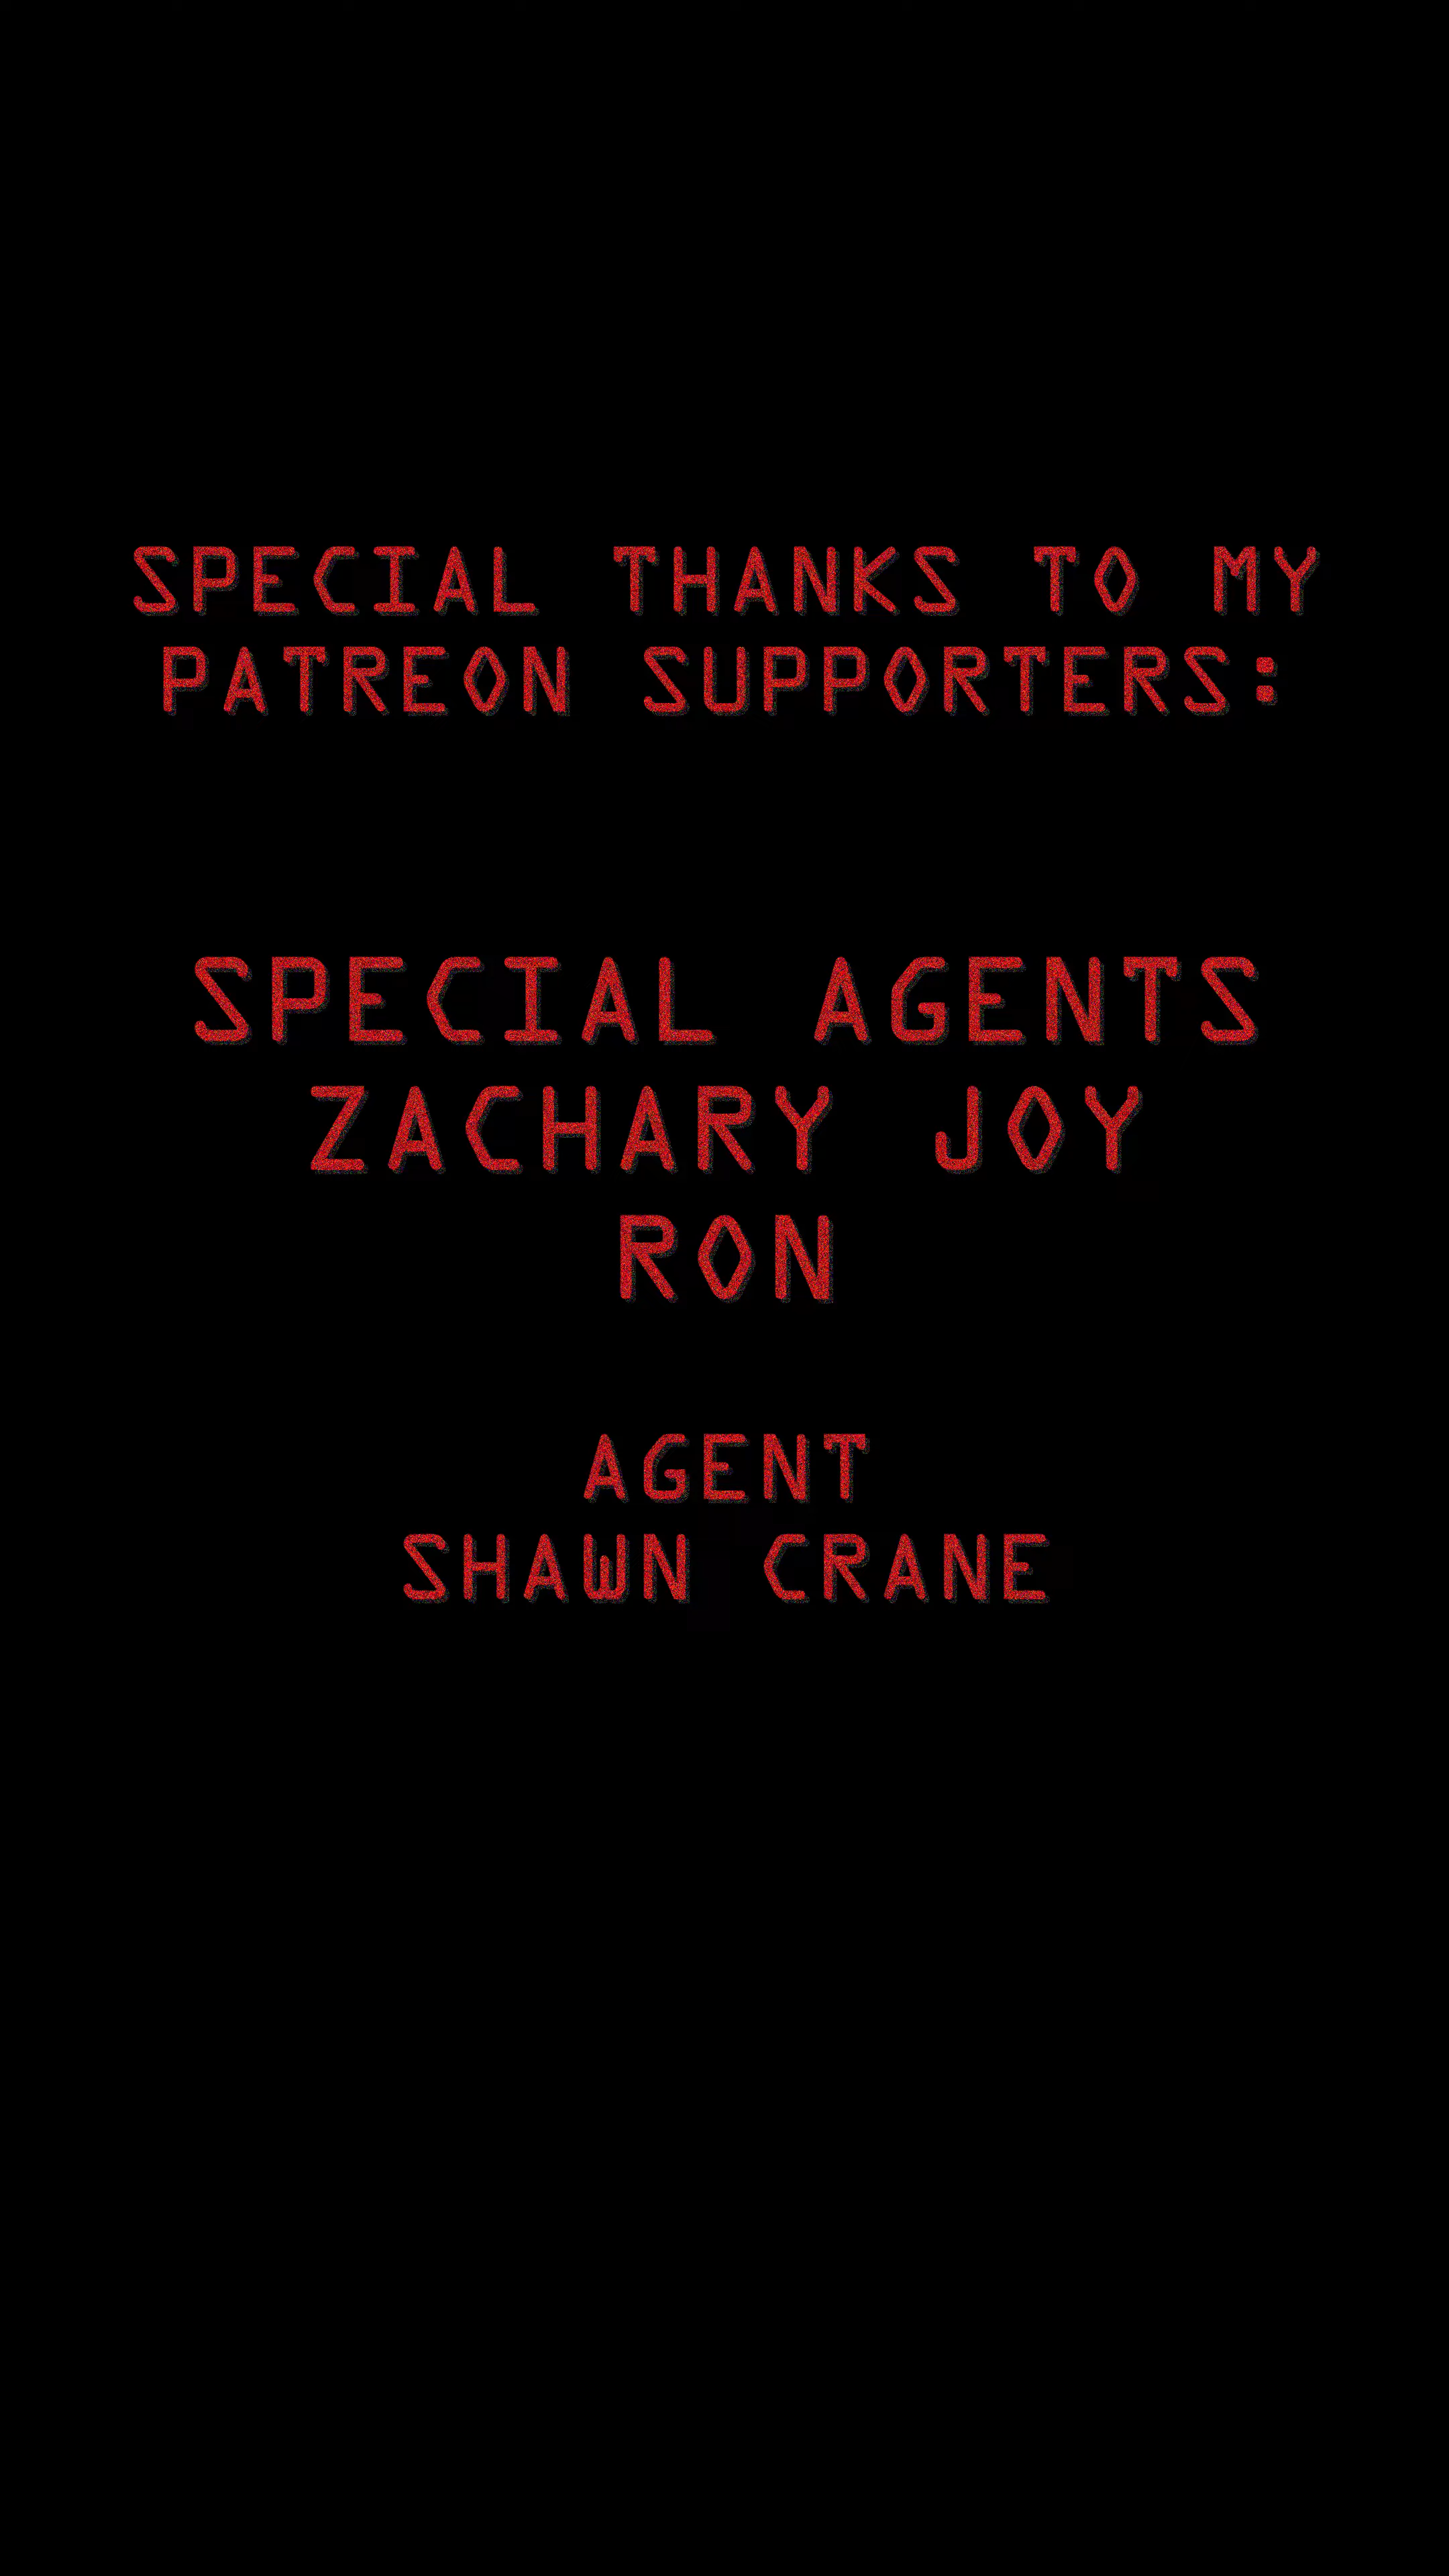 SPECIAL THANKS TO MY
PATREON SUPPORTERS:
SPECIAL AGENTS
ZACHARY JOY
RON
AGENT
SHAWN CRANE